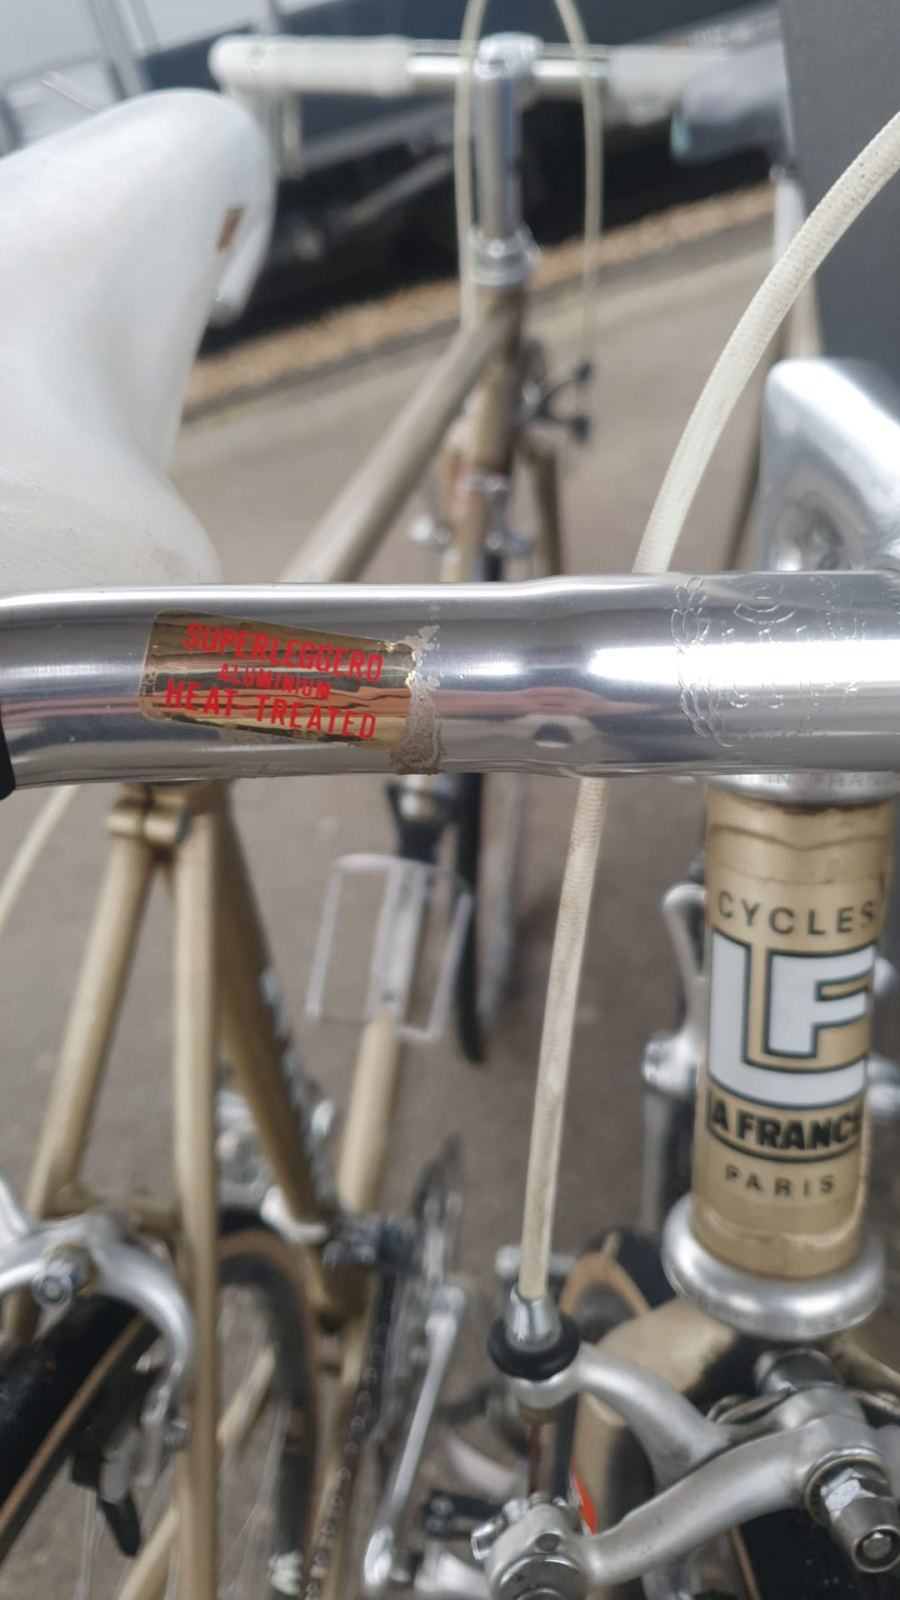 SUPERLEGGERO
ALUMINIUM
HEAT-TREATED
CYCLES
LF
LA FRANCE
PARIS